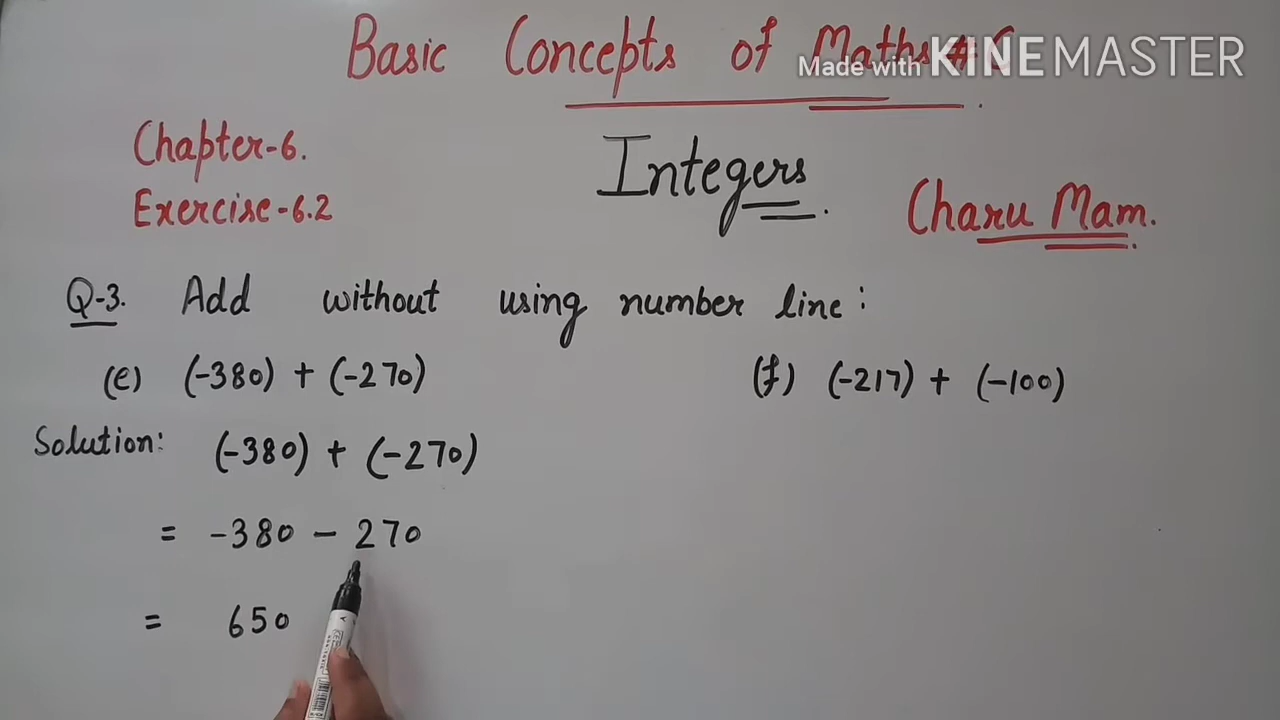 Basic Concepts of Maths #6
Made with KINEMASTER
Chapter-6.
Integers
Exercise-6.2
Charu Mam.
Q-3. Add without using number line:
(e) (-380) + (-270)
(f) (-217) + (-100)
Solution: (-380) + (-270)
= -380 - 270
= 650